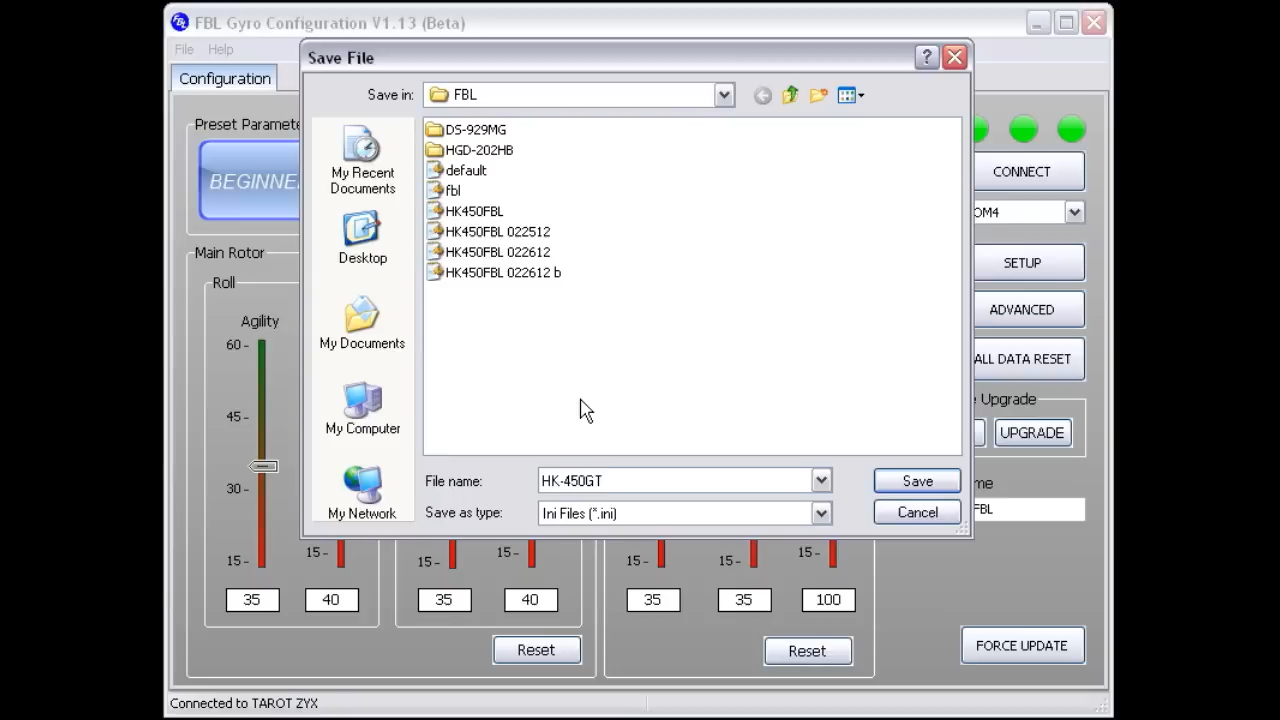 FBL Gyro Configuration V1.13 (Beta)
File Help
Save File
Configuration
Save in: FBL
Preset Paramete
BEGINNE
My Recent Documents
Desktop
My Documents
My Computer
My Network
DS-929MG
HGD-202HB
default
fbl
HK450FBL
HK450FBL 022512
HK450FBL 022612
HK450FBL 022612 b
File name: HK-450GT
Save
Save as type: Ini Files (*.ini)
Cancel
CONNECT
OM4
SETUP
ADVANCED
ALL DATA RESET
Upgrade
UPGRADE
me
FBL
Main Rotor
Roll
Agility
60
45
30
15 15 15 15 15 15 15
35 40 35 40 35 35 100
Reset Reset
FORCE UPDATE
Connected to TAROT ZYX